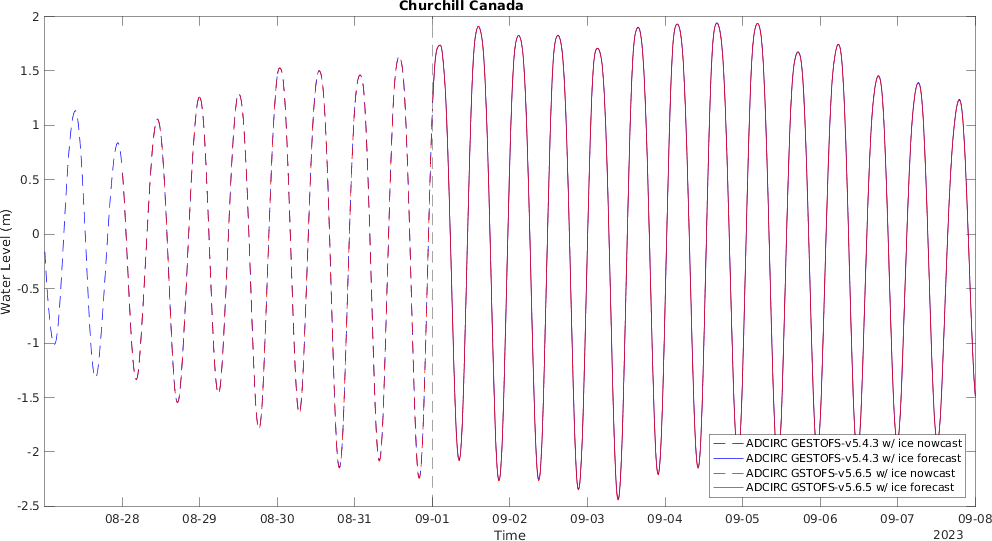 Churchill Canada
2
1.5
1
0.5
0
-0.5
-1
-1.5
-2
-2.5
Water Level (m)
ADCIRC GESTOFS-v5.4.3 w/ ice nowcast
ADCIRC GESTOFS-v5.4.3 w/ ice forecast
ADCIRC GSTOFS-v5.6.5 w/ ice nowcast
ADCIRC GSTOFS-v5.6.5 w/ ice forecast
08-28 08-29 08-30 08-31 09-01 09-02 09-03 09-04 09-05 09-06 09-07 09-08
Time
2023